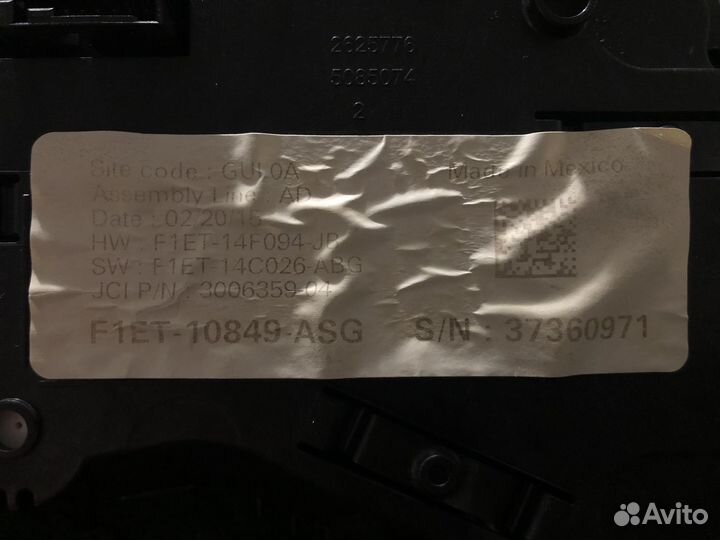 2625776
5085074
2
Site code : GUL0A
Made in Mexico
Assembly Line : AD
Date : 02/20/15
HW : F1ET-14F094-JB
SW : F1ET-14C026-ABG
JCI P/N : 3006359-04
F1ET-10849-ASG
S/N : 37360971
Avito